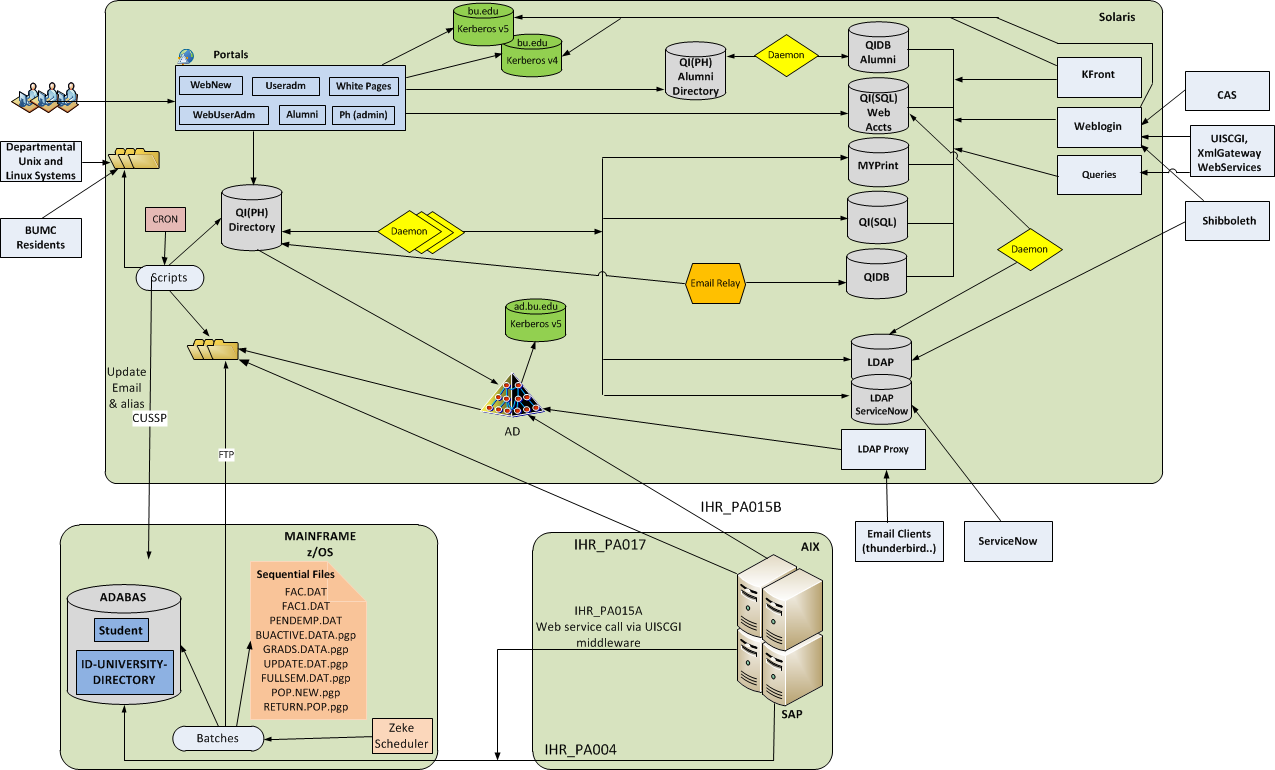 Solaris
bu.edu
Kerberos v5
bu.edu
Kerberos v4
Portals
WebNew
Useradm
White Pages
WebUserAdm
Alumni
Ph (admin)
QI(PH)
Alumni
Directory
Daemon
QIDB
Alumni
QI(SQL)
Web
Accts
MYPrint
QI(SQL)
QIDB
KFront
Weblogin
Queries
CAS
UISCGI,
XmlGateway
WebServices
Shibboleth
Departmental
Unix and
Linux Systems
BUMC
Residents
CRON
Scripts
QI(PH)
Directory
Daemon
Email Relay
Daemon
ad.bu.edu
Kerberos v5
LDAP
LDAP
ServiceNow
LDAP Proxy
AD
Update
Email
& alias
CUSSP
FTP
IHR_PA015B
Email Clients
(thunderbird..)
ServiceNow
MAINFRAME
z/OS
Sequential Files
FAC.DAT
FAC1.DAT
PENDEMP.DAT
BUACTIVE.DATA.pgp
GRADS.DATA.pgp
UPDATE.DAT.pgp
FULLSEM.DAT.pgp
POP.NEW.pgp
RETURN.POP.pgp
ADABAS
Student
ID-UNIVERSITY-
DIRECTORY
Batches
Zeke
Scheduler
IHR_PA017
AIX
IHR_PA015A
Web service call via UISCGI
middleware
SAP
IHR_PA004